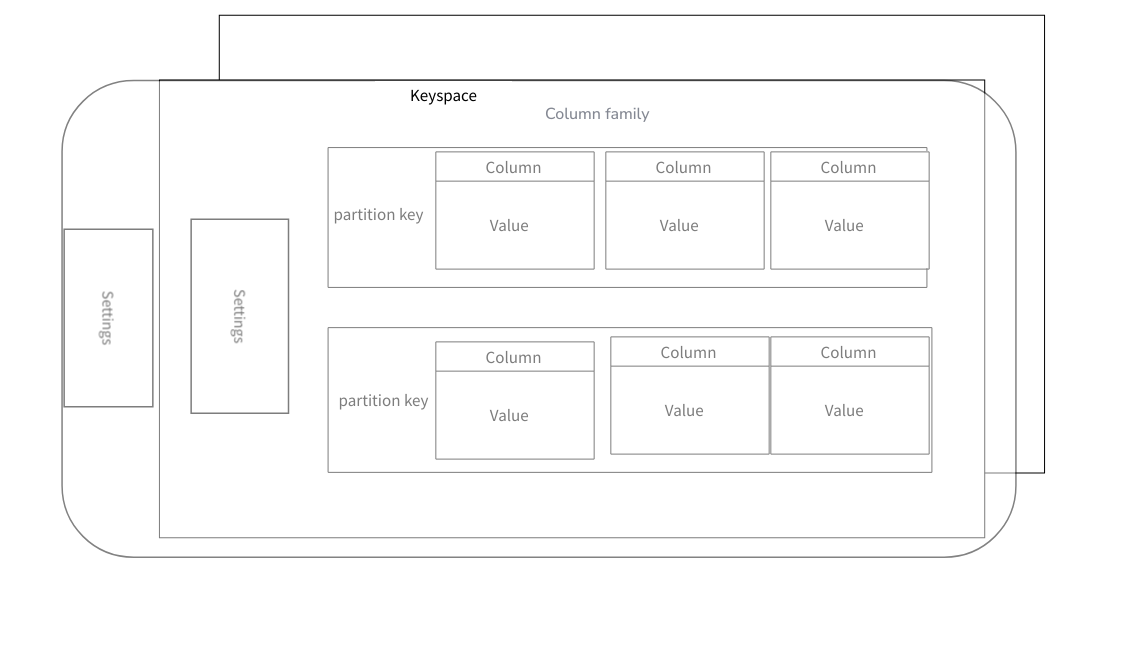 Keyspace
Column family
Column
Column
Column
partition key
Value
Value
Value
Settings
Settings
Column
Column
Column
partition key
Value
Value
Value